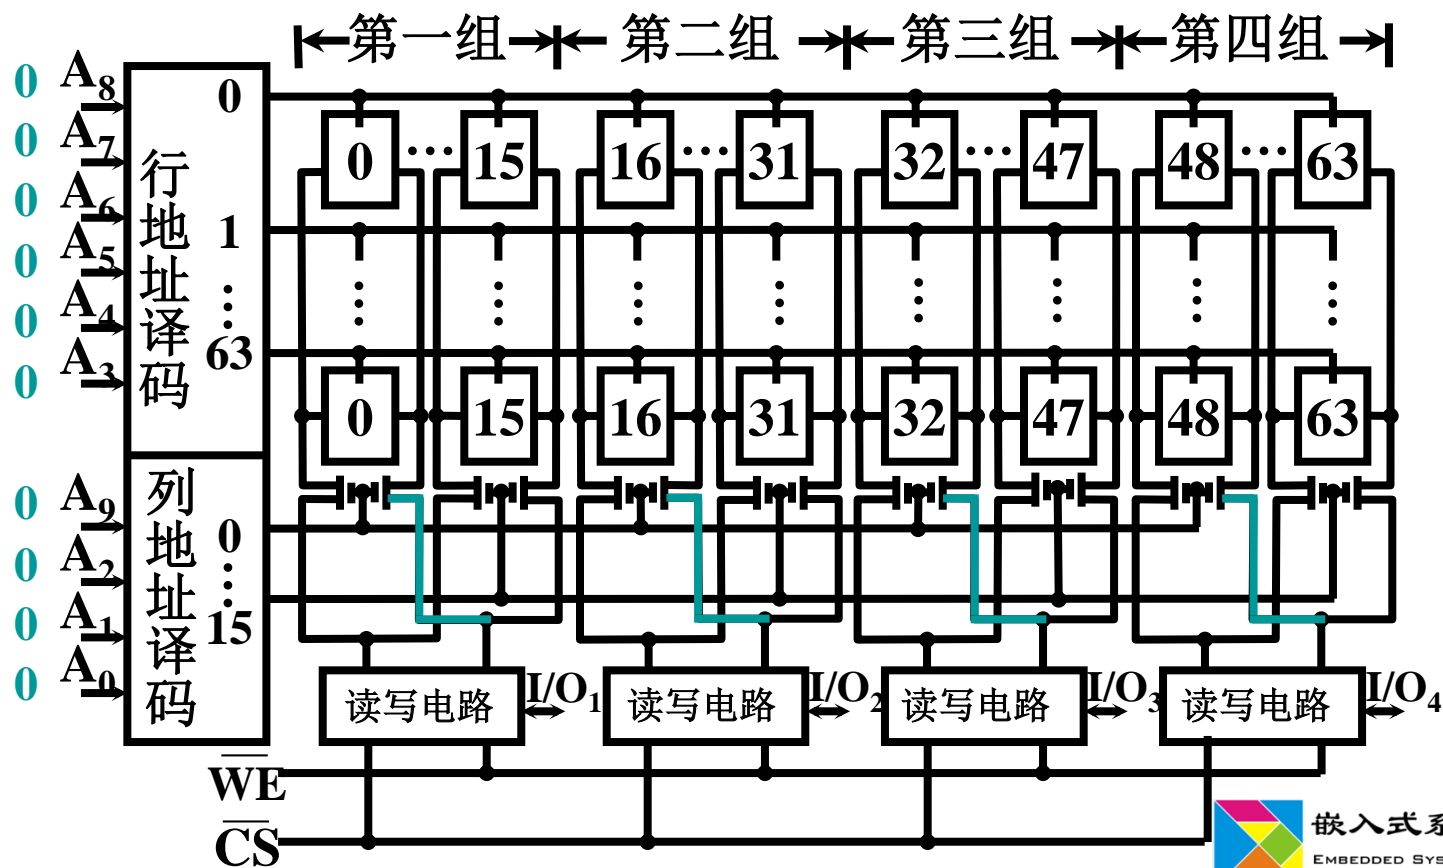 第一组 第二组 第三组 第四组
0 A8
0 A7
0 A6
0 A5
0 A4
0 A3
行地址译码
0
1
⋮
63
0 ··· 15 16 ··· 31 32 ··· 47 48 ··· 63
⋮ ⋮ ⋮ ⋮ ⋮ ⋮ ⋮ ⋮
0 15 16 31 32 47 48 63
0 A9
0 A2
0 A1
0 A0
列地址译码
0
⋮
15
读写电路 I/O1 读写电路 I/O2 读写电路 I/O3 读写电路 I/O4
WE
CS
嵌入式系
EMBEDDED SYS